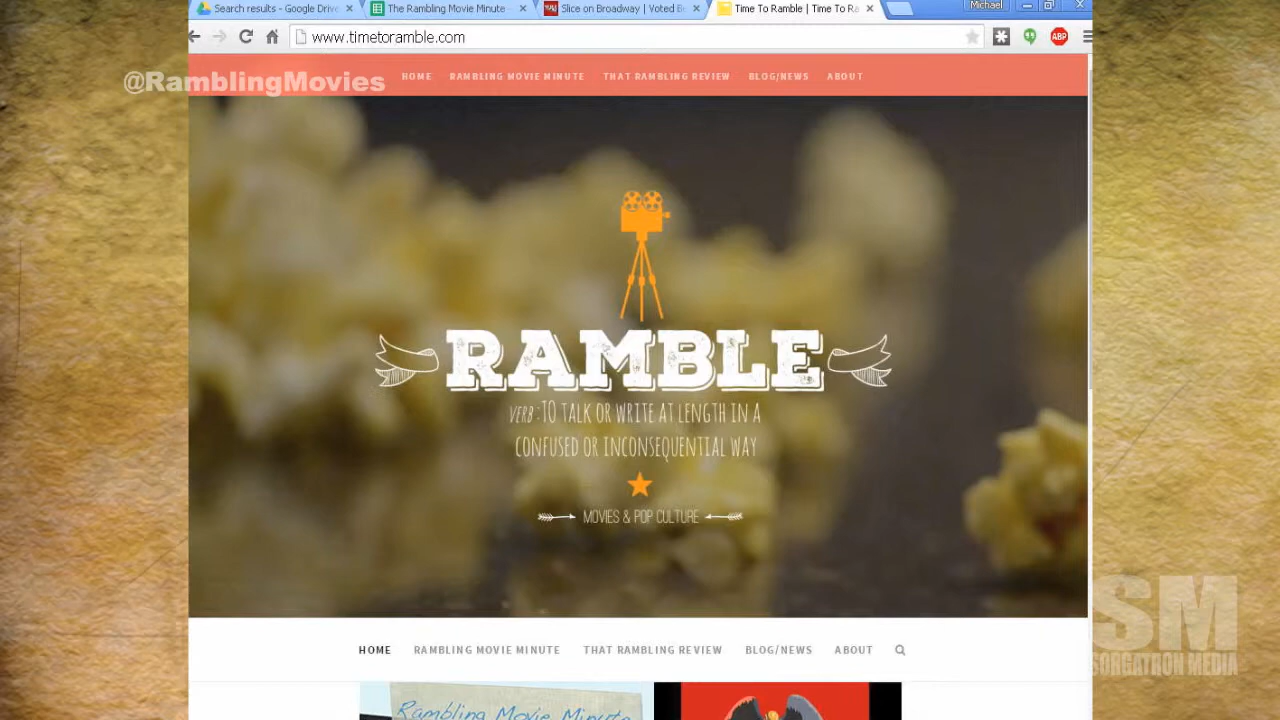 Search results - Google Drive
The Rambling Movie Minute
Slice on Broadway | Voted B
Time To Ramble | Time To Ra
Michael
www.timetoramble.com
ABP
@RamblingMovies
HOME RAMBLING MOVIE MINUTE THAT RAMBLING REVIEW BLOG/NEWS ABOUT
RAMBLE
VERB : TO TALK OR WRITE AT LENGTH IN A
CONFUSED OR INCONSEQUENTIAL WAY
MOVIES & POP CULTURE
SM
SORGATRON MEDIA
HOME RAMBLING MOVIE MINUTE THAT RAMBLING REVIEW BLOG/NEWS ABOUT
Rambling Movie Minute